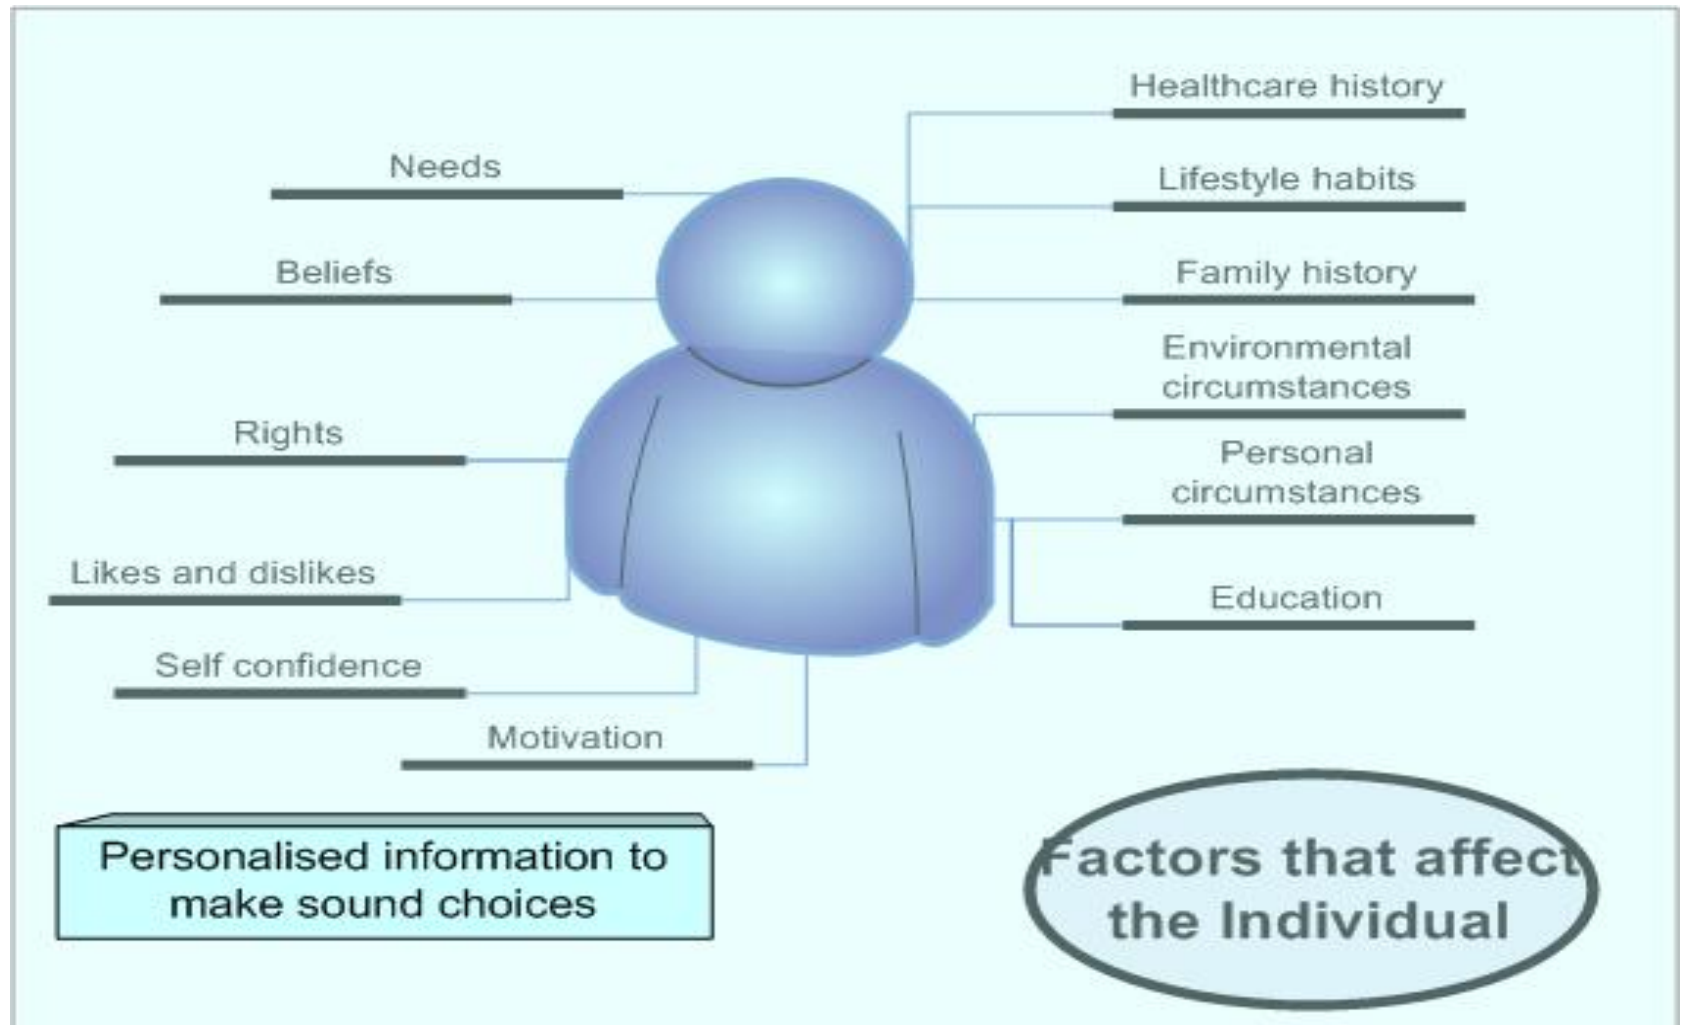 Needs
Beliefs
Rights
Likes and dislikes
Self confidence
Motivation
Healthcare history
Lifestyle habits
Family history
Environmental
circumstances
Personal
circumstances
Education
Personalised information to
make sound choices
Factors that affect
the Individual